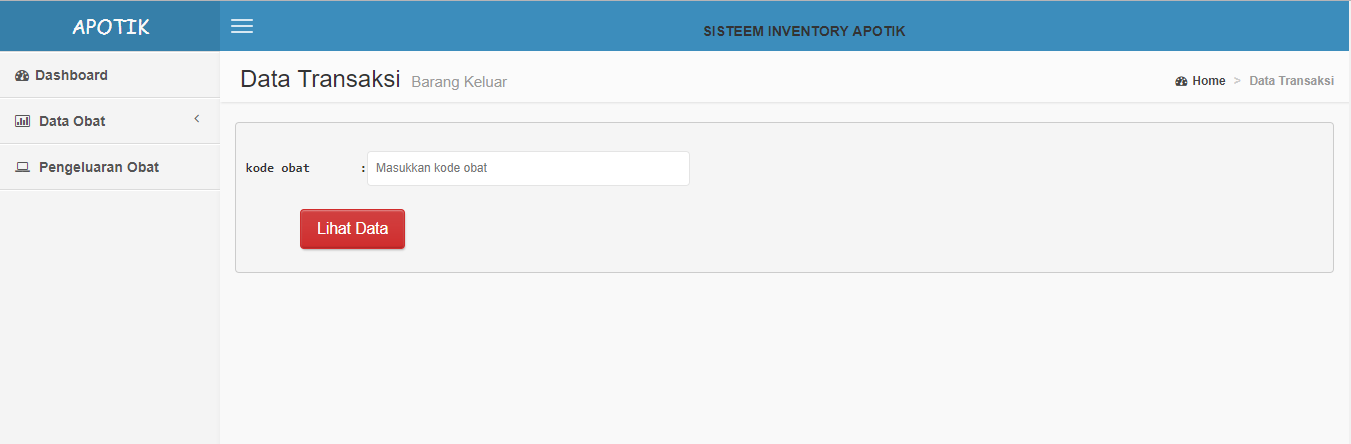 APOTIK
SISTEEM INVENTORY APOTIK
Dashboard
Data Obat
Pengeluaran Obat
Data Transaksi Barang Keluar
Home > Data Transaksi
kode obat : Masukkan kode obat
Lihat Data